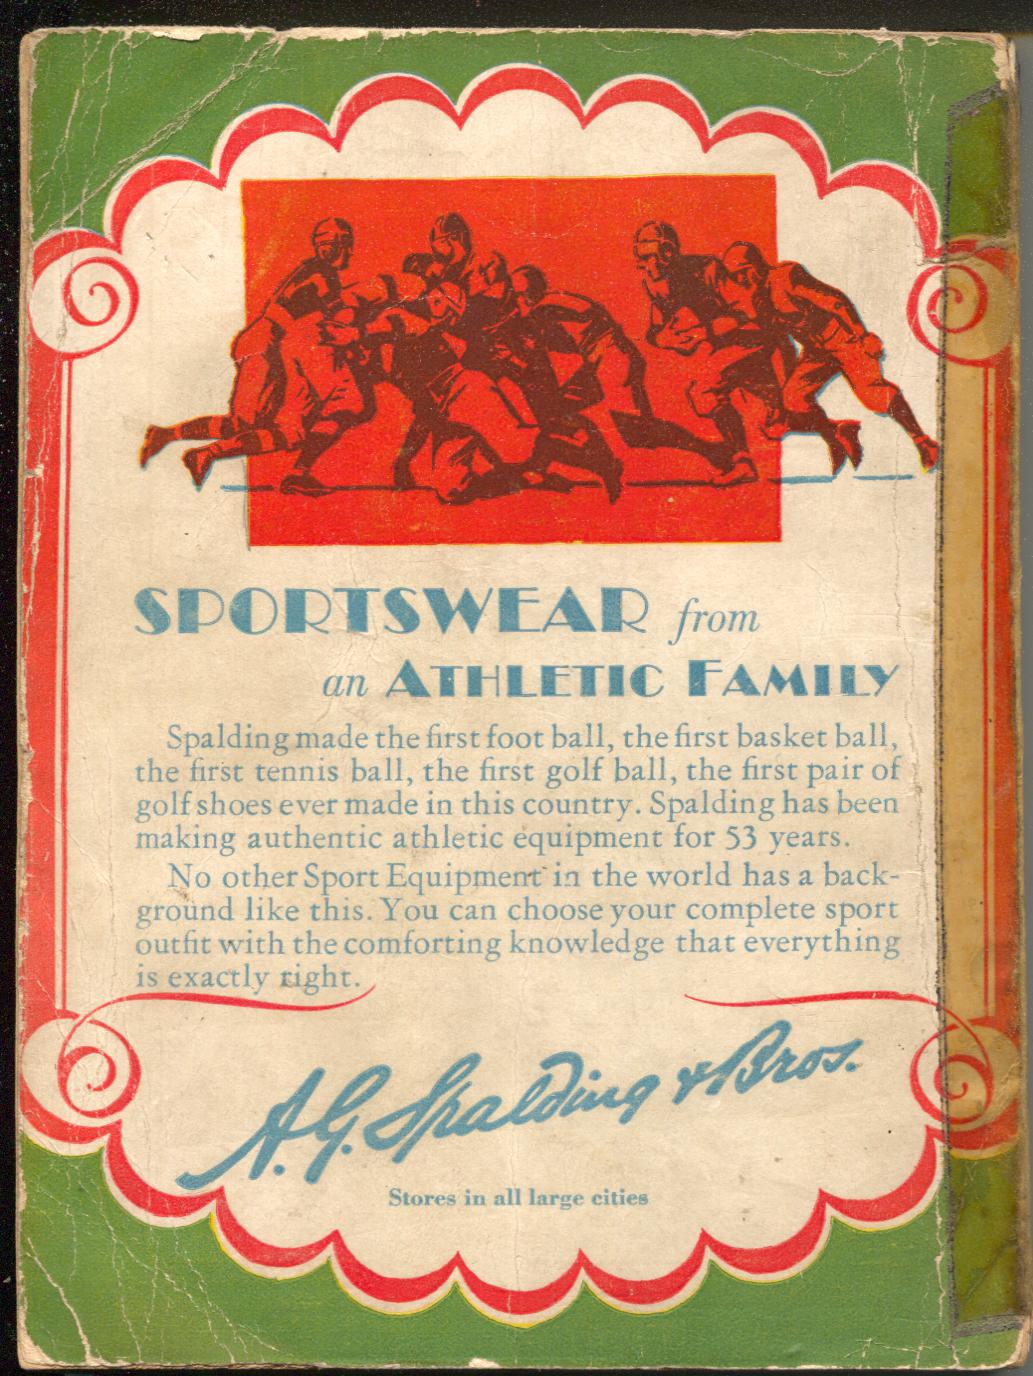 SPORTSWEAR from
an ATHLETIC FAMILY
Spalding made the first foot ball, the first basket ball,
the first tennis ball, the first golf ball, the first pair of
golf shoes ever made in this country. Spalding has been
making authentic athletic equipment for 53 years.
No other Sport Equipment in the world has a back-
ground like this. You can choose your complete sport
outfit with the comforting knowledge that everything
is exactly right.
A.G. Spalding & Bros.
Stores in all large cities